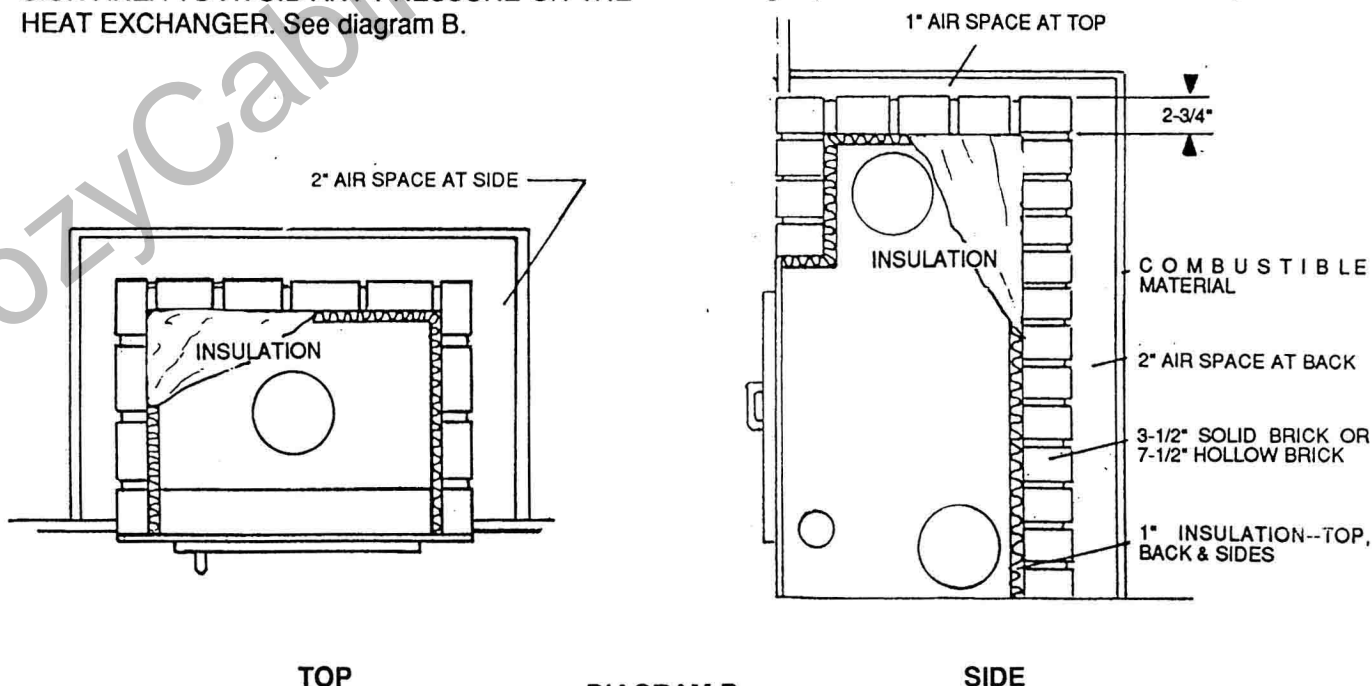 HEAT EXCHANGER. See diagram B.
1" AIR SPACE AT TOP
2-3/4"
2" AIR SPACE AT SIDE
INSULATION
INSULATION
COMBUSTIBLE
MATERIAL
2" AIR SPACE AT BACK
3-1/2" SOLID BRICK OR
7-1/2" HOLLOW BRICK
1" INSULATION--TOP,
BACK & SIDES
TOP
SIDE